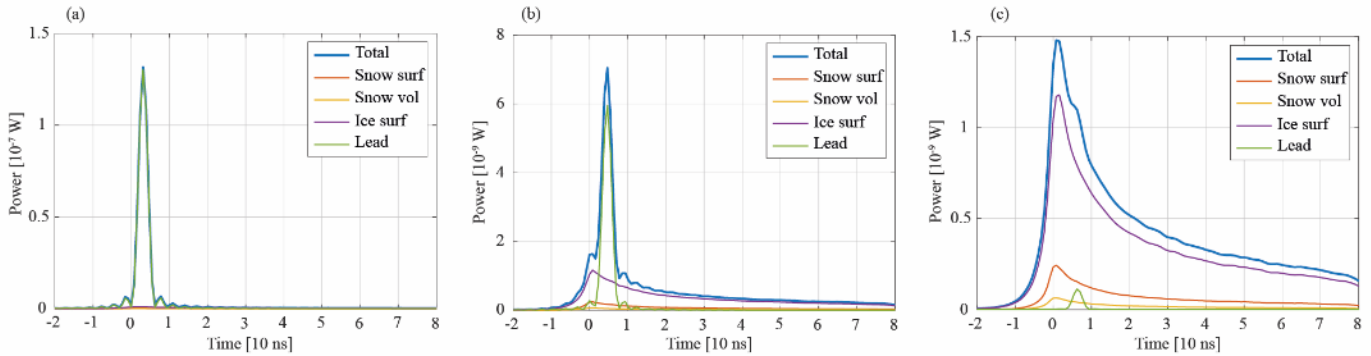 (a)
Power [10⁻⁷ W]
1.5
1
0.5
0
-2 -1 0 1 2 3 4 5 6 7 8
Time [10 ns]
Total
Snow surf
Snow vol
Ice surf
Lead
(b)
Power [10⁻⁹ W]
8
6
4
2
0
-2 -1 0 1 2 3 4 5 6 7 8
Time [10 ns]
Total
Snow surf
Snow vol
Ice surf
Lead
(c)
Power [10⁻⁹ W]
1.5
1
0.5
0
-2 -1 0 1 2 3 4 5 6 7 8
Time [10 ns]
Total
Snow surf
Snow vol
Ice surf
Lead